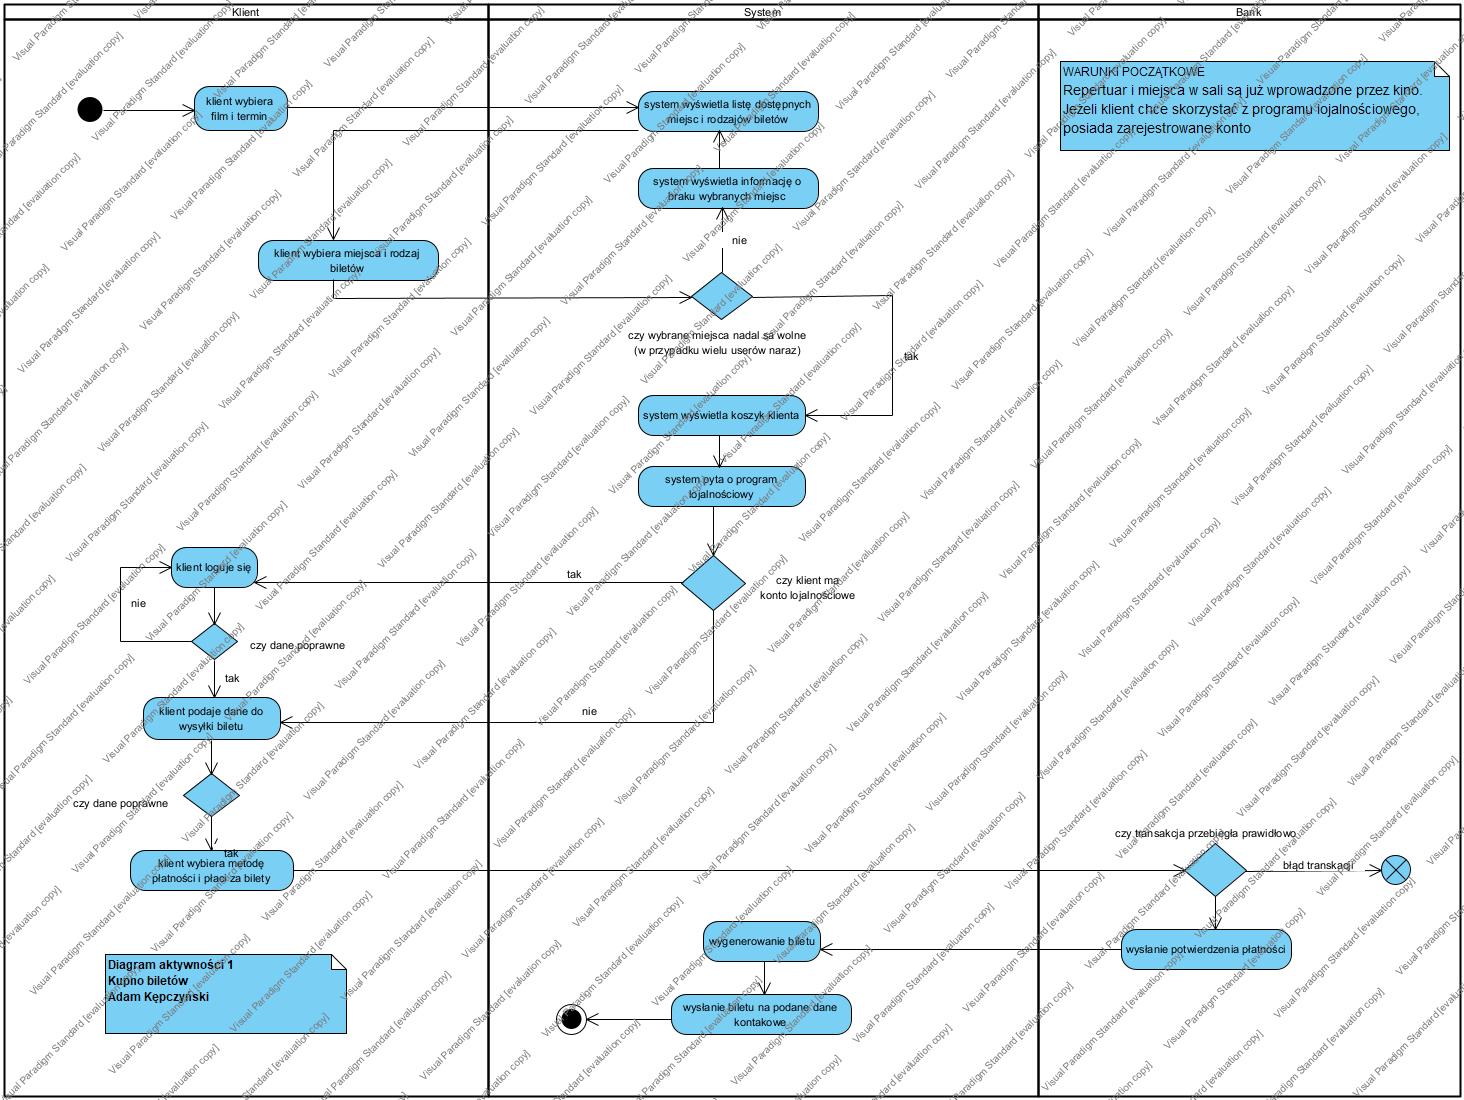 Klient
System
Bank
WARUNKI POCZĄTKOWE
Repertuar i miejsca w sali są już wprowadzone przez kino.
Jeżeli klient chce skorzystać z programu lojalnościowego,
posiada zarejestrowane konto
klient wybiera
film i termin
system wyświetla listę dostępnych
miejsc i rodzajów biletów
system wyświetla informację o
braku wybranych miejsc
nie
klient wybiera miejsca i rodzaj
biletów
czy wybrane miejsca nadal są wolne
(w przypadku wielu userów naraz)
tak
system wyświetla koszyk klienta
system pyta o program
lojalnościowy
klient loguje się
tak
czy klient ma
konto lojalnościowe
nie
czy dane poprawne
tak
klient podaje dane do
wysyłki biletu
nie
czy dane poprawne
tak
klient wybiera metodę
płatności i płaci za bilety
czy transakcja przebiegła prawidłowo
błąd transkacji
wygenerowanie biletu
wysłanie potwierdzenia płatności
Diagram aktywności 1
Kupno biletów
Adam Kępczyński
wysłanie biletu na podane dane
kontakowe
Visual Paradigm Standard [evaluation copy]